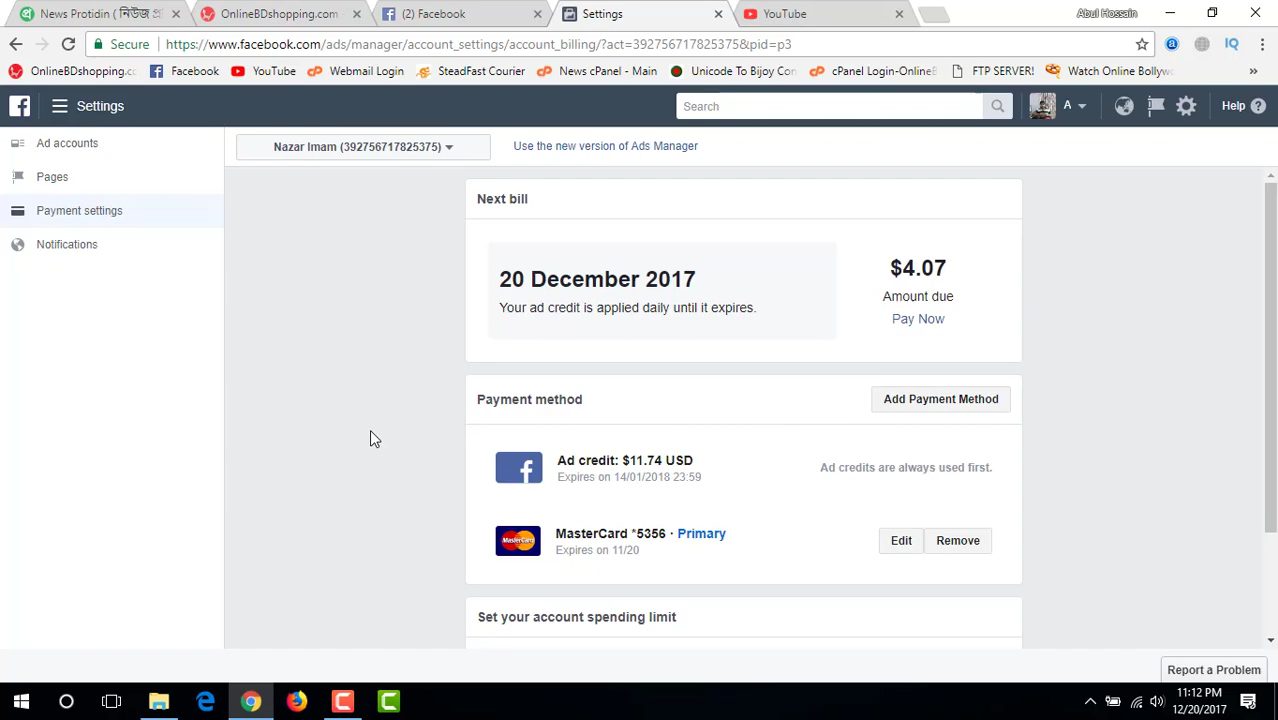 News Protidin ( নিউজ প্র
OnlineBDshopping.com -
(2) Facebook
Settings
YouTube
Abul Hossain
Secure
https://www.facebook.com/ads/manager/account_settings/account_billing/?act=392756717825375&pid=p3
OnlineBDshopping.cc
Facebook
YouTube
Webmail Login
SteadFast Courier
News cPanel - Main
Unicode To Bijoy Con
cPanel Login-OnlineB
FTP SERVER!
Watch Online Bollyw
»
Settings
Search
A
Help
Ad accounts
Pages
Payment settings
Notifications
Nazar Imam (392756717825375)
Use the new version of Ads Manager
Next bill
20 December 2017
Your ad credit is applied daily until it expires.
$4.07
Amount due
Pay Now
Payment method
Add Payment Method
Ad credit: $11.74 USD
Expires on 14/01/2018 23:59
Ad credits are always used first.
MasterCard
MasterCard *5356 · Primary
Expires on 11/20
Edit
Remove
Set your account spending limit
Report a Problem
11:12 PM
12/20/2017